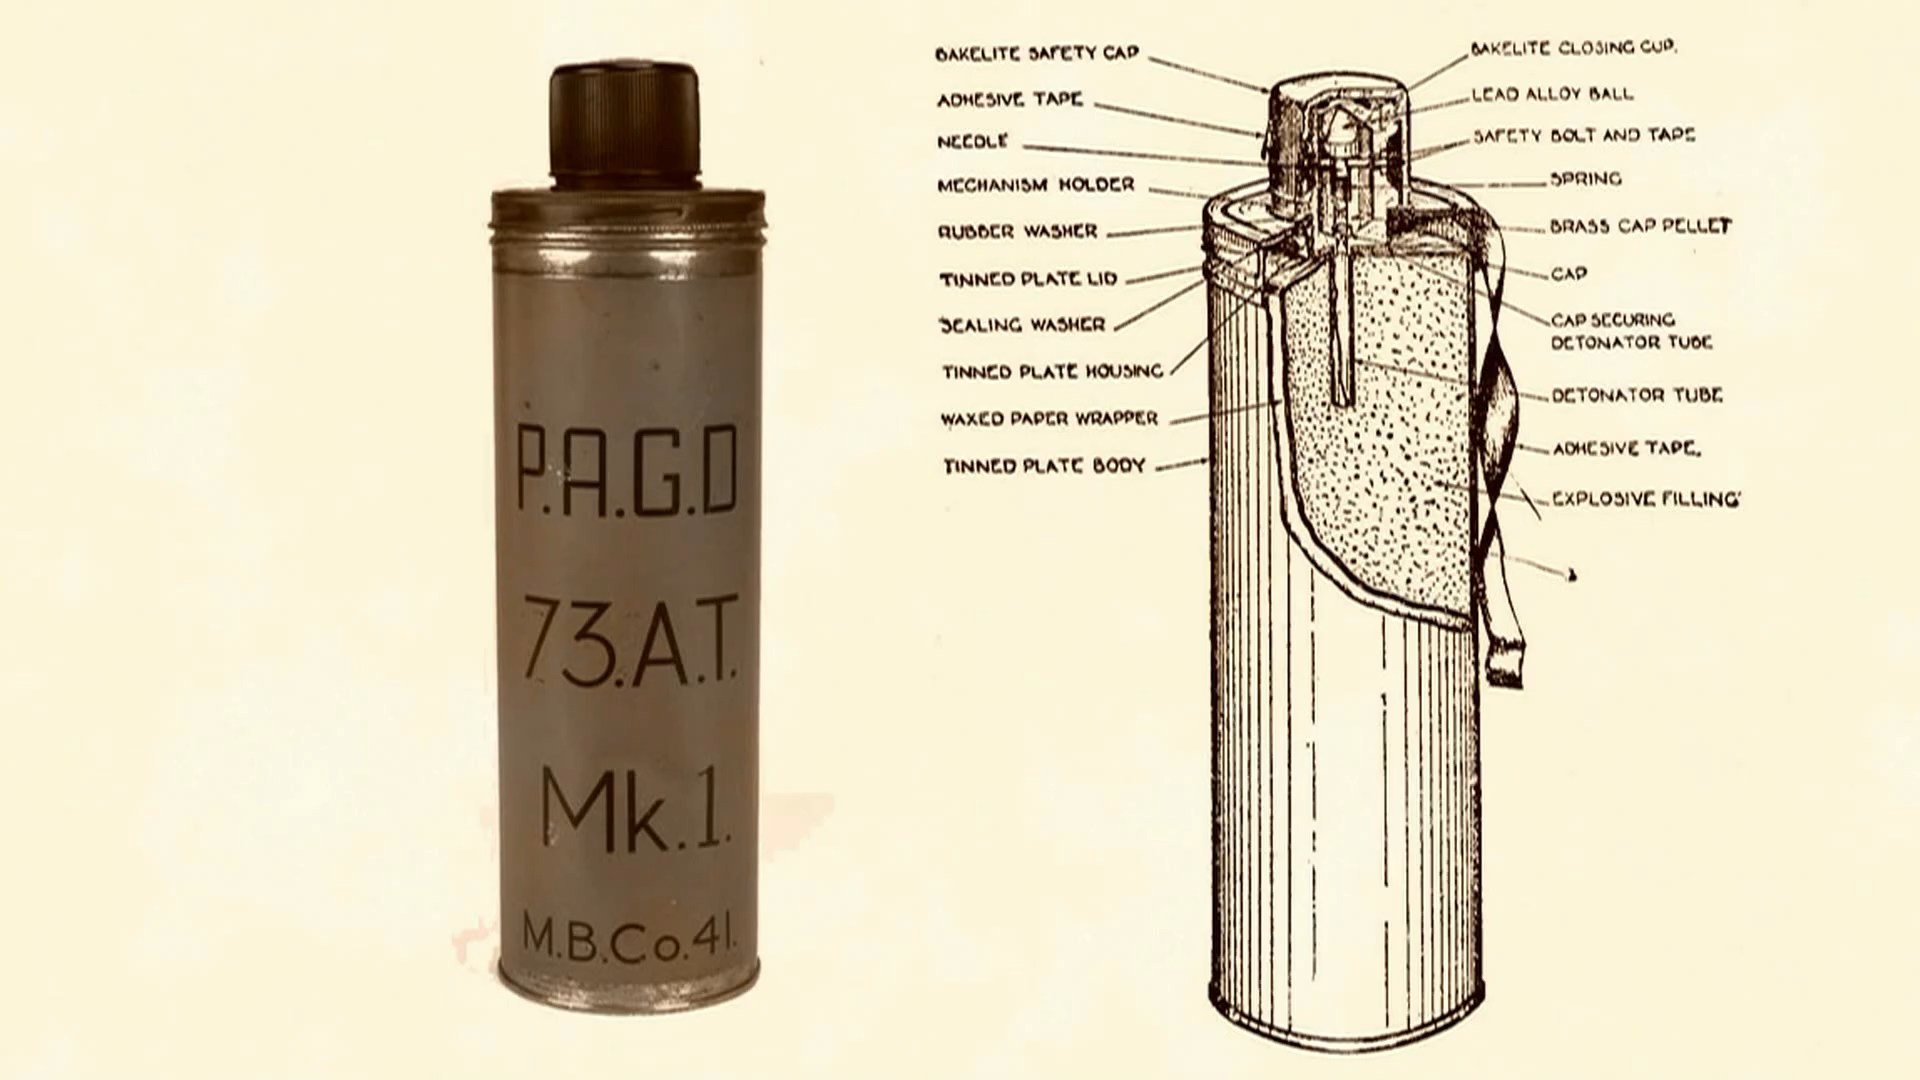 P.A.G.D
73.A.T.
Mk.1.
M.B.Co.41.
BAKELITE SAFETY CAP
ADHESIVE TAPE
NEEDLE
MECHANISM HOLDER
RUBBER WASHER
TINNED PLATE LID
SEALING WASHER
TINNED PLATE HOUSING
WAXED PAPER WRAPPER
TINNED PLATE BODY
BAKELITE CLOSING CUP.
LEAD ALLOY BALL
SAFETY BOLT AND TAPE
SPRING
BRASS CAP PELLET
CAP
CAP SECURING
DETONATOR TUBE
DETONATOR TUBE
ADHESIVE TAPE.
EXPLOSIVE FILLING